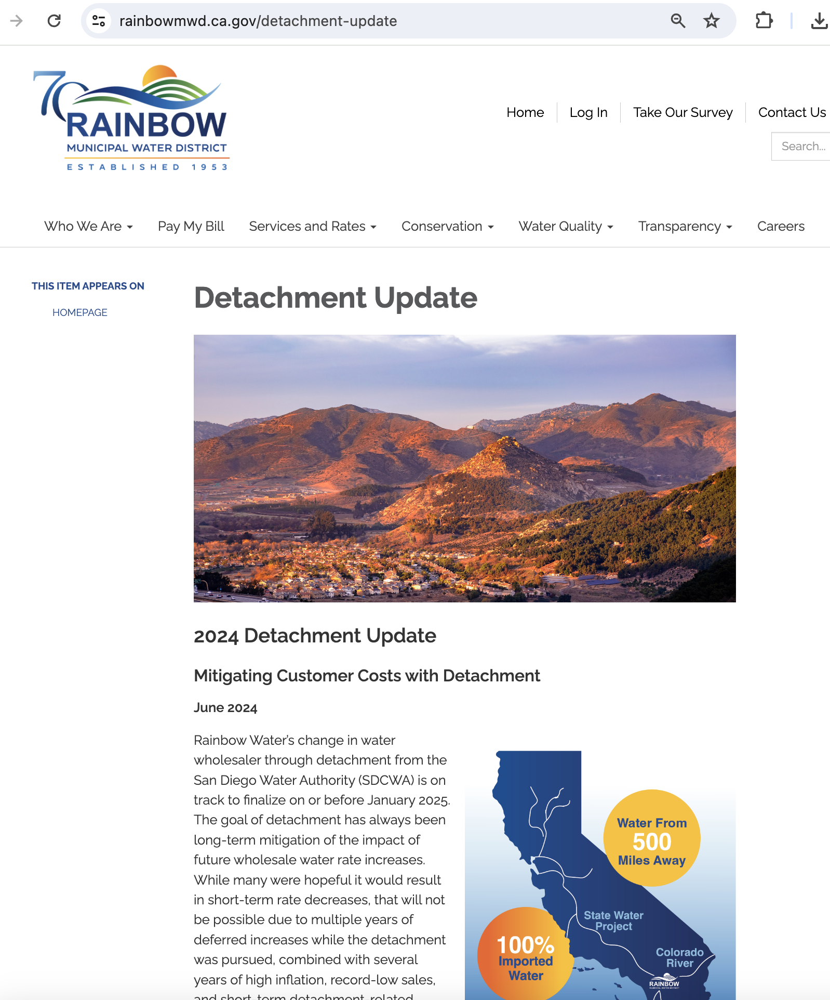 rainbowmwd.ca.gov/detachment-update
70
RAINBOW
MUNICIPAL WATER DISTRICT
ESTABLISHED 1953
Home
Log In
Take Our Survey
Contact Us
Search...
Who We Are
Pay My Bill
Services and Rates
Conservation
Water Quality
Transparency
Careers
THIS ITEM APPEARS ON
HOMEPAGE
Detachment Update
2024 Detachment Update
Mitigating Customer Costs with Detachment
June 2024
Rainbow Water’s change in water
wholesaler through detachment from the
San Diego Water Authority (SDCWA) is on
track to finalize on or before January 2025.
The goal of detachment has always been
long-term mitigation of the impact of
future wholesale water rate increases.
While many were hopeful it would result
in short-term rate decreases, that will not
be possible due to multiple years of
deferred increases while the detachment
was pursued, combined with several
years of high inflation, record-low sales,
and short-term detachment-related
Water From
500
Miles Away
State Water
Project
100%
Imported
Water
Colorado
River
RAINBOW
MUNICIPAL WATER DISTRICT